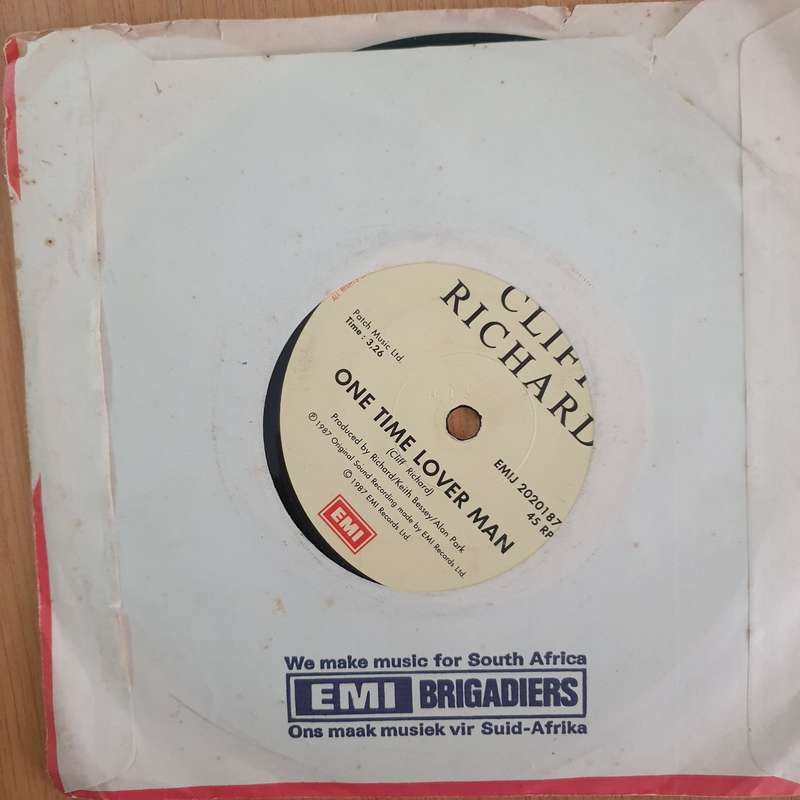 CLIFF
RICHARD
Patch Music Ltd.
Time : 3,26
ONE TIME LOVER MAN
(Cliff Richard)
Produced by Richard/Keith Bessey/Alan Park
℗ 1987 Original Sound Recording made by EMI Records Ltd.
© 1987 EMI Records Ltd.
EMI
EMIJ 2020187
45 RP
We make music for South Africa
EMI BRIGADIERS
Ons maak musiek vir Suid-Afrika